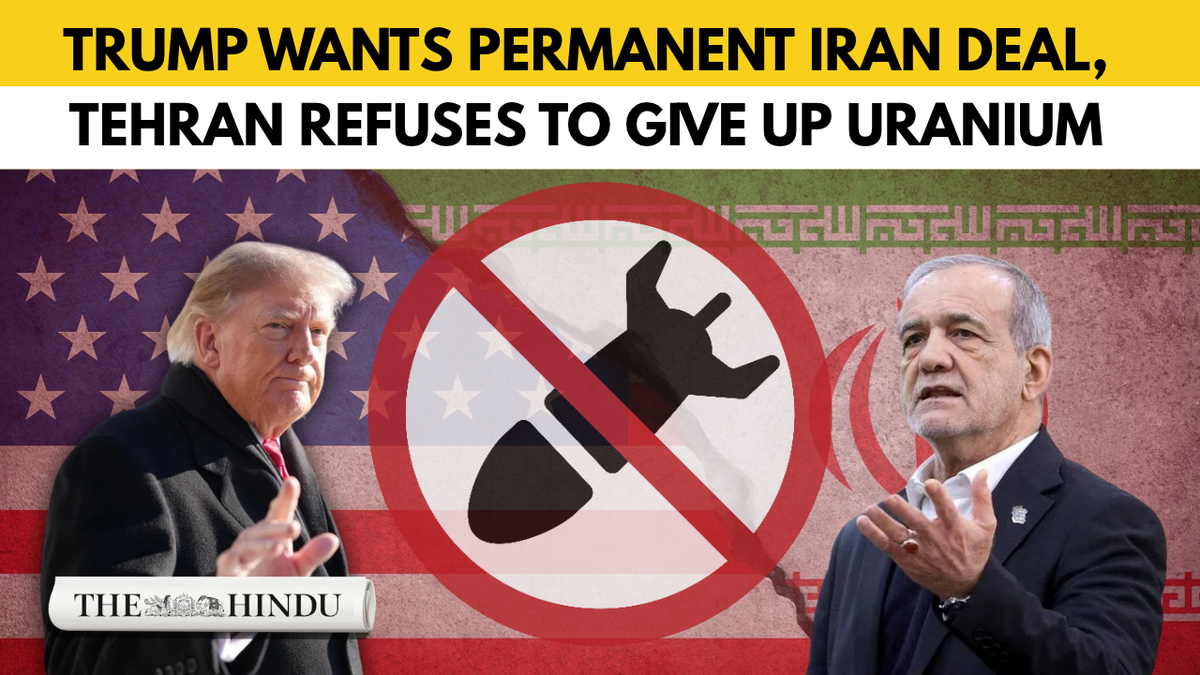 TRUMP WANTS PERMANENT IRAN DEAL,
TEHRAN REFUSES TO GIVE UP URANIUM
THE HINDU